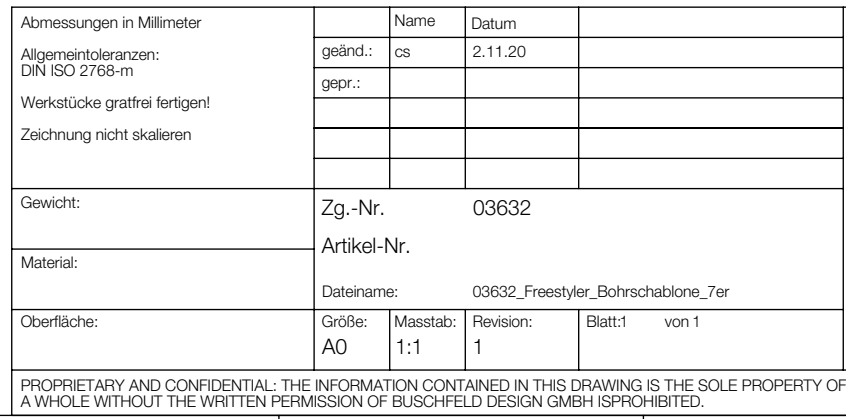 Abmessungen in Millimeter
Allgemeintoleranzen:
DIN ISO 2768-m
Werkstücke gratfrei fertigen!
Zeichnung nicht skalieren
Name Datum
geänd.: cs 2.11.20
gepr.:
Gewicht:
Material:
Zg.-Nr. 03632
Artikel-Nr.
Dateiname: 03632_Freestyler_Bohrschablone_7er
Oberfläche:
Größe: Masstab: Revision: Blatt:1 von 1
A0 1:1 1
PROPRIETARY AND CONFIDENTIAL: THE INFORMATION CONTAINED IN THIS DRAWING IS THE SOLE PROPERTY OF
A WHOLE WITHOUT THE WRITTEN PERMISSION OF BUSCHFELD DESIGN GMBH ISPROHIBITED.